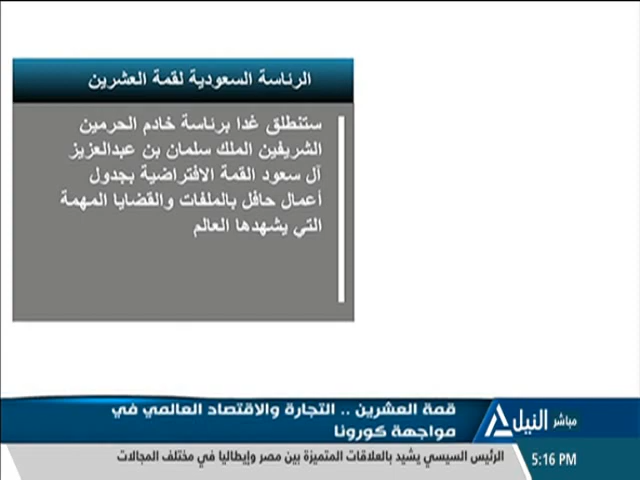 الرئاسة السعودية لقمة العشرين
ستنطلق غدا برئاسة خادم الحرمين
الشريفين الملك سلمان بن عبدالعزيز
آل سعود القمة الافتراضية بجدول
أعمال حافل بالملفات والقضايا المهمة
التي يشهدها العالم
قمة العشرين .. التجارة والاقتصاد العالمي في
مواجهة كورونا
النيل مباشر
الرئيس السيسي يشيد بالعلاقات المتميزة بين مصر وإيطاليا في مختلف المجالات
5:16 PM